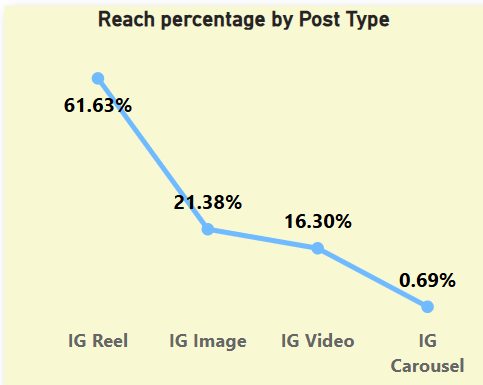 Reach percentage by Post Type
61.63%
21.38%
16.30%
0.69%
IG Reel IG Image IG Video IG
Carousel